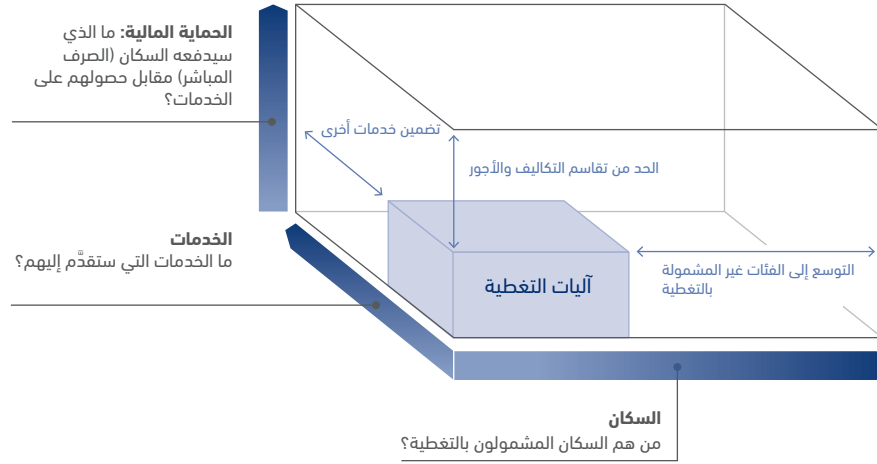 الحماية المالية: ما الذي
سيدفعه السكان (الصرف
المباشر) مقابل حصولهم على
الخدمات؟
تضمين خدمات أخرى
الحد من تقاسم التكاليف والأجور
الخدمات
ما الخدمات التي ستقدَّم إليهم؟
آليات التغطية
التوسع إلى الفئات غير المشمولة
بالتغطية
السكان
من هم السكان المشمولون بالتغطية؟